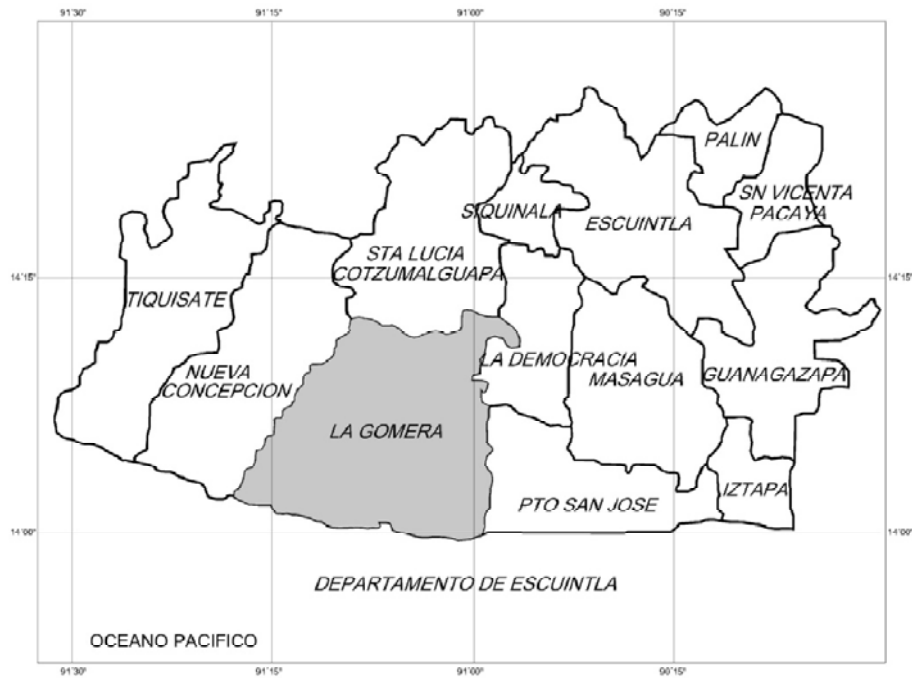 91°30" 91°15" 91°00" 90°15"
PALIN
SN VICENTA
PACAYA
SIQUINALA
ESCUINTLA
STA LUCIA
COTZUMALGUAPA
14°15" 14°15"
TIQUISATE
LA DEMOCRACIA
NUEVA
CONCEPCION
MASAGUA
GUANAGAZAPA
LA GOMERA
IZTAPA
PTO SAN JOSE
14°00" 14°00"
DEPARTAMENTO DE ESCUINTLA
OCEANO PACIFICO
91°30" 91°15" 91°00" 90°15"